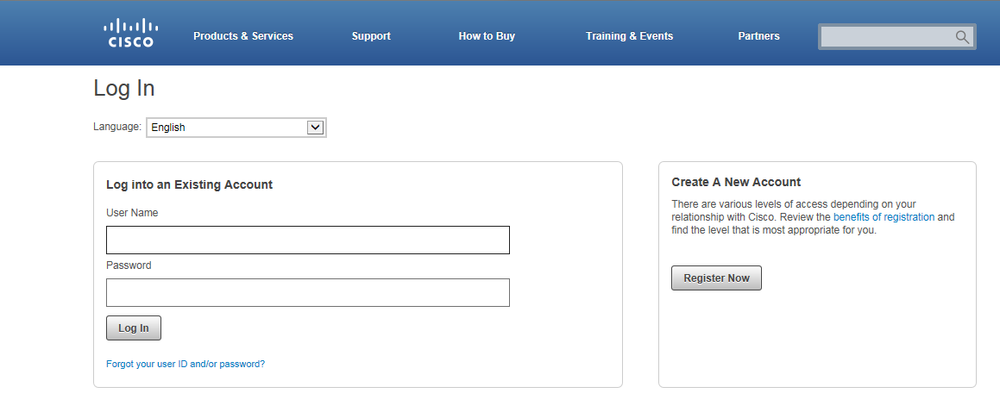 CISCO
Products & Services
Support
How to Buy
Training & Events
Partners
Log In
Language:
English
Log into an Existing Account
User Name
Password
Log In
Forgot your user ID and/or password?
Create A New Account
There are various levels of access depending on your
relationship with Cisco. Review the benefits of registration and
find the level that is most appropriate for you.
Register Now